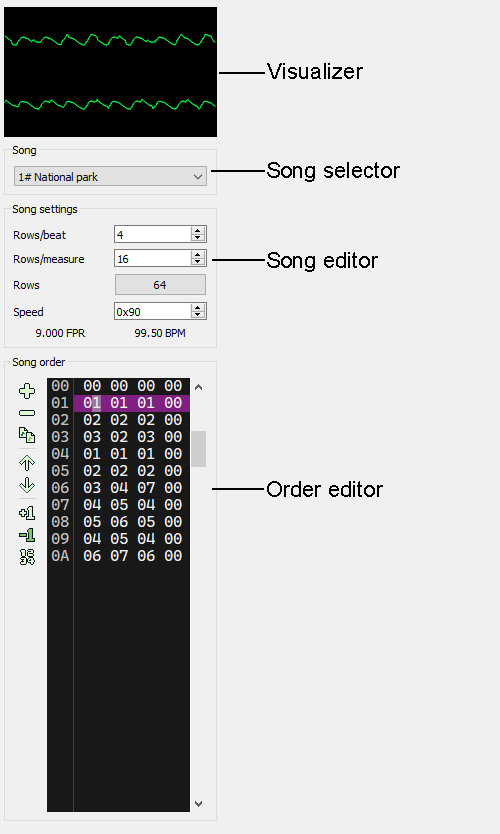 Visualizer
Song
1# National park
Song selector
Song settings
Rows/beat 4
Rows/measure 16
Song editor
Rows 64
Speed 0x90
9.000 FPR 99.50 BPM
Song order
00 00 00 00 00
01 01 01 01 00
02 02 02 02 00
03 03 02 03 00
04 01 01 01 00
05 02 02 02 00
06 03 04 07 00
Order editor
07 04 05 04 00
+1
08 05 06 05 00
-1
09 04 05 04 00
0A 06 07 06 00